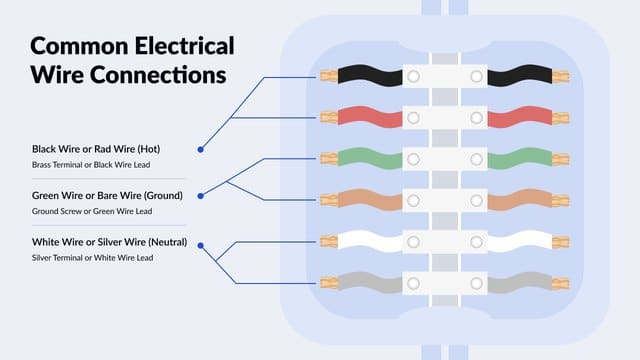 Common Electrical
Wire Connections
Black Wire or Rad Wire (Hot)
Brass Terminal or Black Wire Lead
Green Wire or Bare Wire (Ground)
Ground Screw or Green Wire Lead
White Wire or Silver Wire (Neutral)
Silver Terminal or White Wire Lead